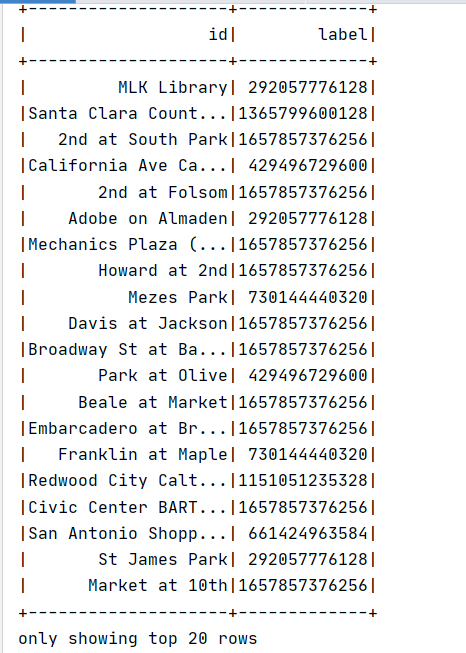 +--------------------+-------------+
|                  id|        label|
+--------------------+-------------+
|         MLK Library| 292057776128|
|Santa Clara Count...|1365799600128|
|   2nd at South Park|1657857376256|
|California Ave Ca...| 429496729600|
|       2nd at Folsom|1657857376256|
|    Adobe on Almaden| 292057776128|
|Mechanics Plaza (...|1657857376256|
|       Howard at 2nd|1657857376256|
|          Mezes Park| 730144440320|
|    Davis at Jackson|1657857376256|
|Broadway St at Ba...|1657857376256|
|       Park at Olive| 429496729600|
|     Beale at Market|1657857376256|
|Embarcadero at Br...|1657857376256|
|   Franklin at Maple| 730144440320|
|Redwood City Calt...|1151051235328|
|Civic Center BART...|1657857376256|
|San Antonio Shopp...| 661424963584|
|       St James Park| 292057776128|
|      Market at 10th|1657857376256|
+--------------------+-------------+
only showing top 20 rows